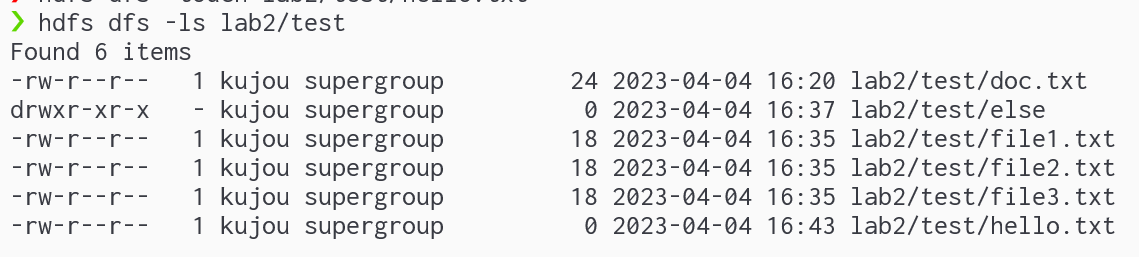 ❯ hdfs dfs -ls lab2/test
Found 6 items
-rw-r--r--   1 kujou supergroup         24 2023-04-04 16:20 lab2/test/doc.txt
drwxr-xr-x   - kujou supergroup          0 2023-04-04 16:37 lab2/test/else
-rw-r--r--   1 kujou supergroup         18 2023-04-04 16:35 lab2/test/file1.txt
-rw-r--r--   1 kujou supergroup         18 2023-04-04 16:35 lab2/test/file2.txt
-rw-r--r--   1 kujou supergroup         18 2023-04-04 16:35 lab2/test/file3.txt
-rw-r--r--   1 kujou supergroup          0 2023-04-04 16:43 lab2/test/hello.txt